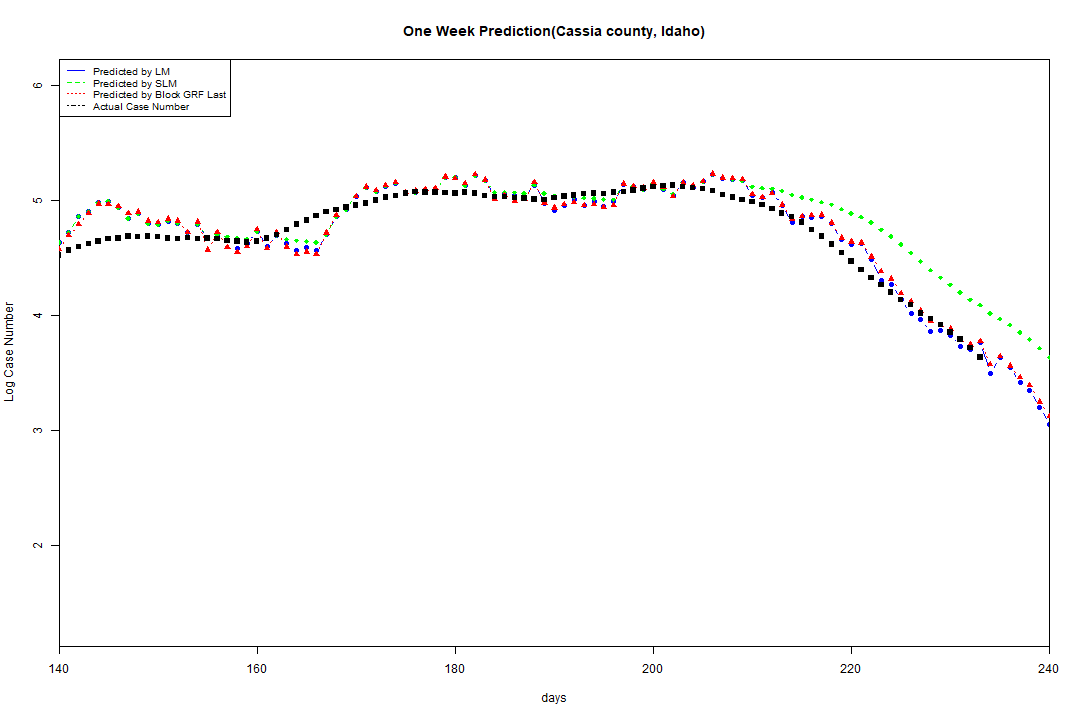 One Week Prediction(Cassia county, Idaho)
Predicted by LM
Predicted by SLM
Predicted by Block GRF Last
Actual Case Number
6
5
4
3
2
Log Case Number
140 160 180 200 220 240
days